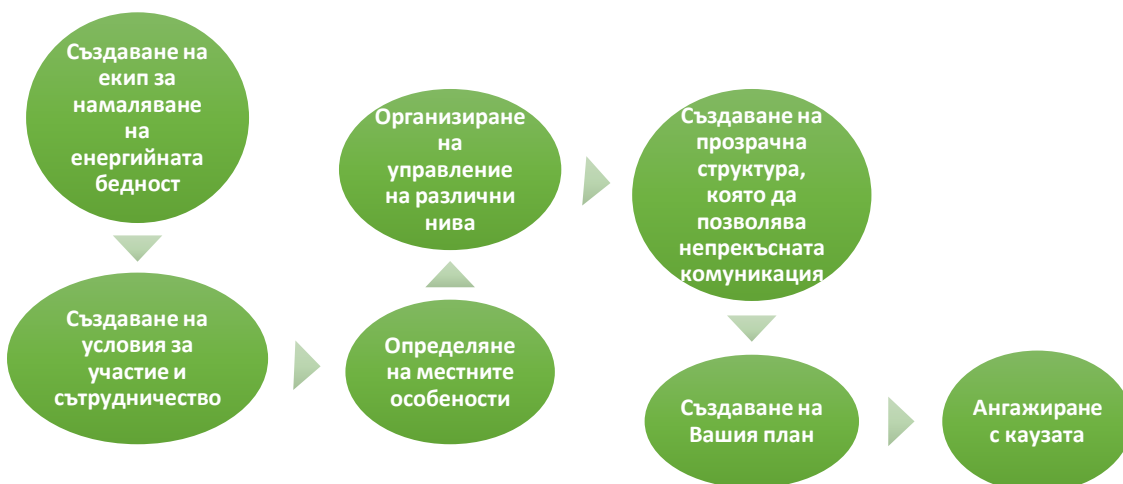 Създаване на
екип за
намаляване
на
енергийната
бедност
Създаване на
условия за
участие и
сътрудничество
Определяне
на местните
особености
Организиране
на
управление
на различни
нива
Създаване на
прозрачна
структура,
която да
позволява
непрекъсната
комуникация
Създаване на
Вашия план
Ангажиране
с каузата